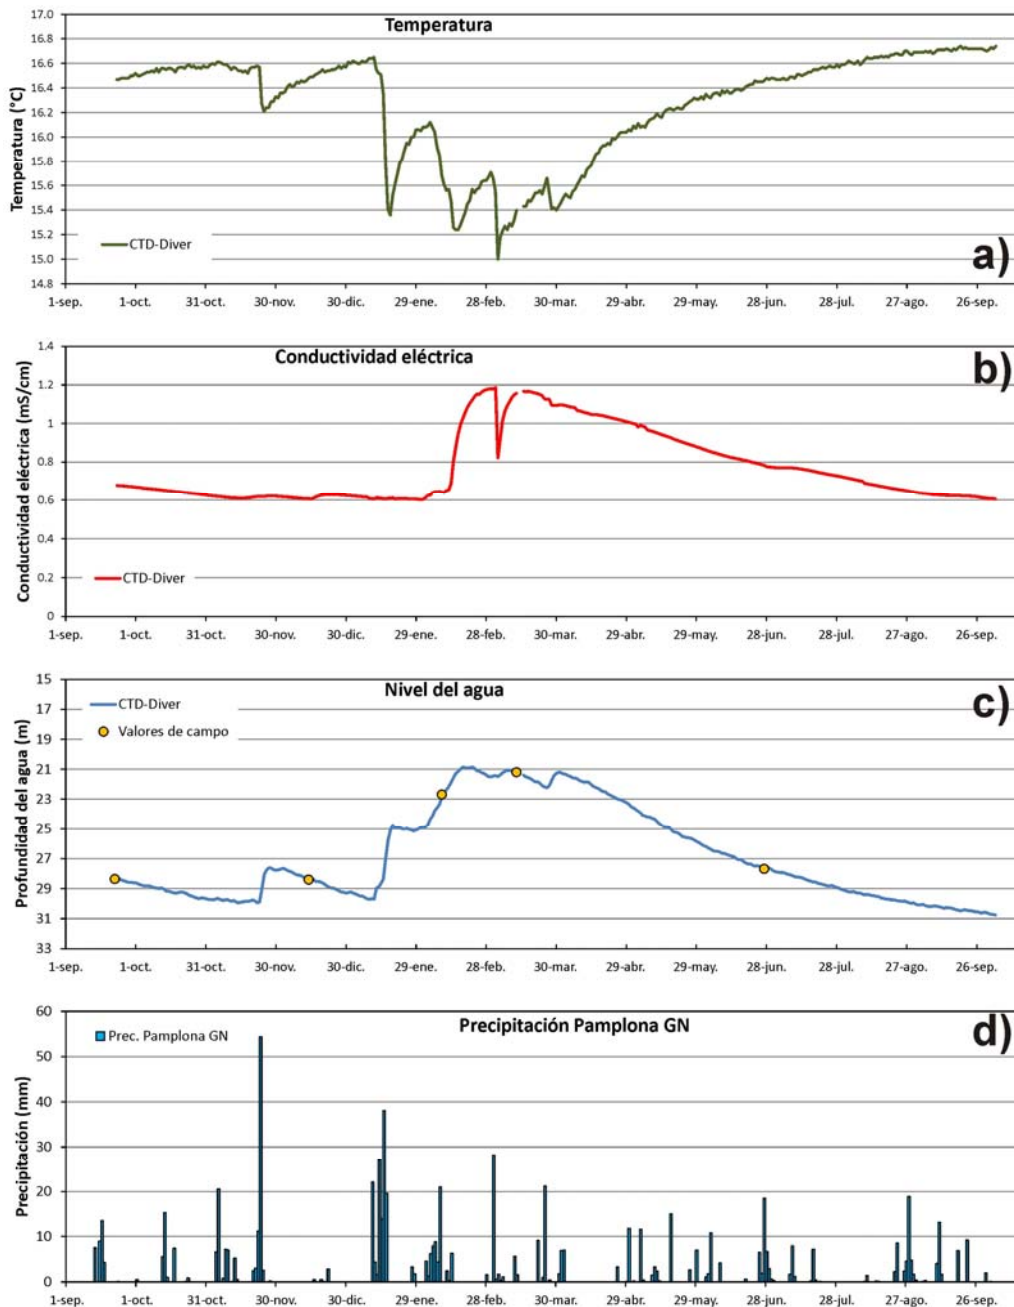 Temperatura
17.0
16.8
16.6
16.4
16.2
16.0
15.8
15.6
15.4
15.2
15.0
14.8
Temperatura (°C)
CTD-Diver
a)
1-sep. 1-oct. 31-oct. 30-nov. 30-dic. 29-ene. 28-feb. 30-mar. 29-abr. 29-may. 28-jun. 28-jul. 27-ago. 26-sep.
Conductividad eléctrica
1.4
1.2
1
0.8
0.6
0.4
0.2
0
Conductividad eléctrica (mS/cm)
CTD-Diver
b)
1-sep. 1-oct. 31-oct. 30-nov. 30-dic. 29-ene. 28-feb. 30-mar. 29-abr. 29-may. 28-jun. 28-jul. 27-ago. 26-sep.
Nivel del agua
15
17
19
21
23
25
27
29
31
33
Profundidad del agua (m)
CTD-Diver
Valores de campo
c)
1-sep. 1-oct. 31-oct. 30-nov. 30-dic. 29-ene. 28-feb. 30-mar. 29-abr. 29-may. 28-jun. 28-jul. 27-ago. 26-sep.
Precipitación Pamplona GN
60
50
40
30
20
10
0
Precipitación (mm)
Prec. Pamplona GN
d)
1-sep. 1-oct. 31-oct. 30-nov. 30-dic. 29-ene. 28-feb. 30-mar. 29-abr. 29-may. 28-jun. 28-jul. 27-ago. 26-sep.